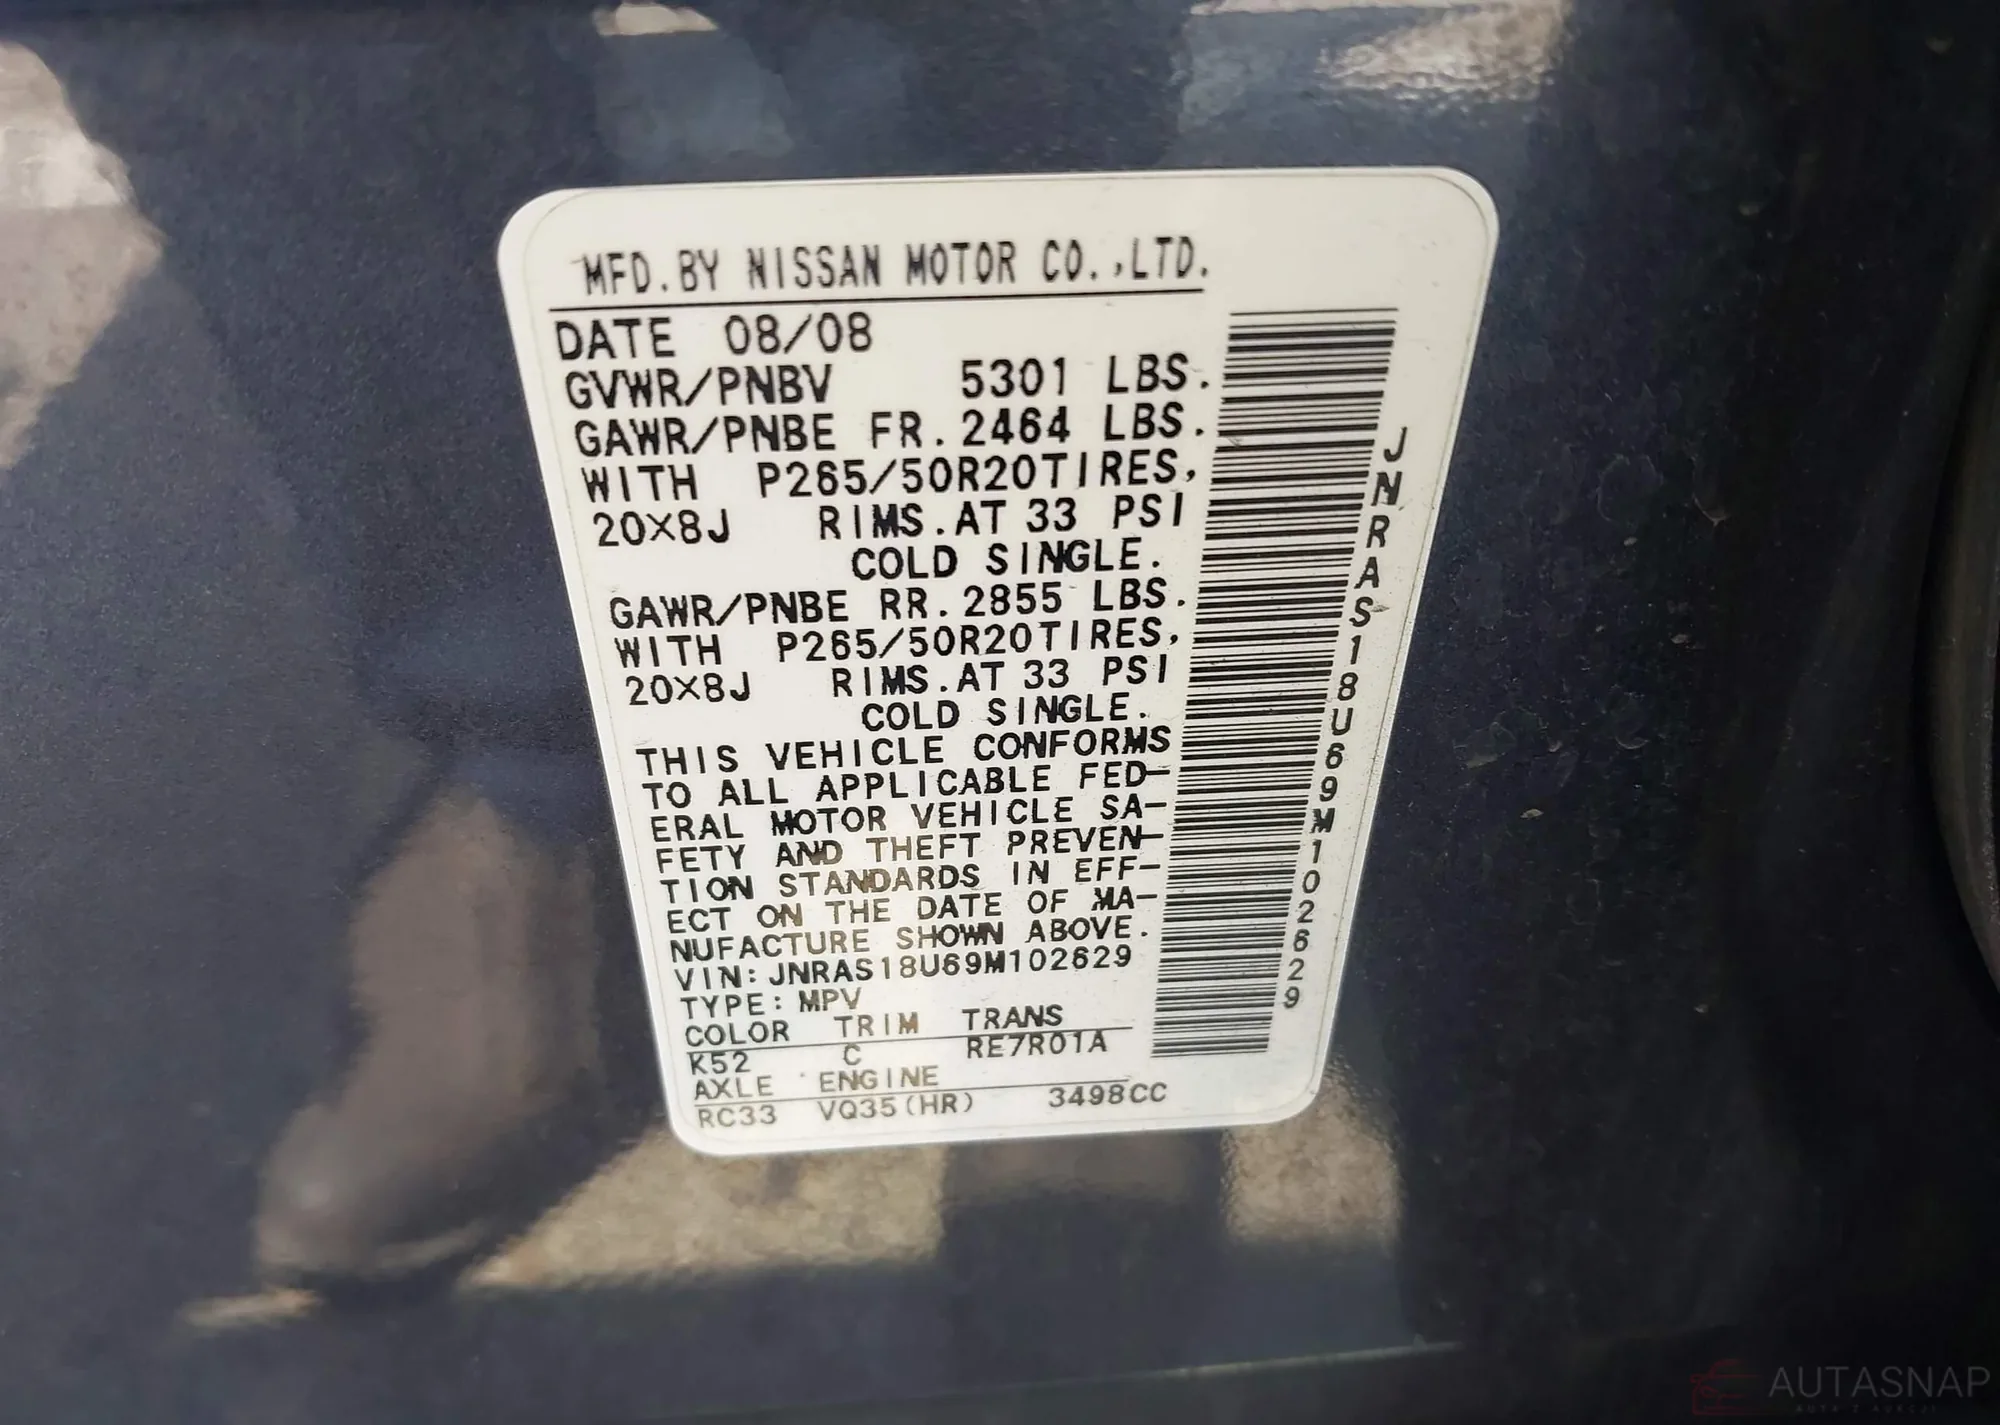 MFD.BY NISSAN MOTOR CO.,LTD.
DATE 08/08
GVWR/PNBV 5301 LBS.
GAWR/PNBE FR.2464 LBS.
WITH P265/50R20TIRES,
20X8J RIMS.AT 33 PSI
COLD SINGLE.
GAWR/PNBE RR.2855 LBS.
WITH P265/50R20TIRES,
20X8J RIMS.AT 33 PSI
COLD SINGLE.
THIS VEHICLE CONFORMS
TO ALL APPLICABLE FED-
ERAL MOTOR VEHICLE SA-
FETY AND THEFT PREVEN-
TION STANDARDS IN EFF-
ECT ON THE DATE OF MA-
NUFACTURE SHOWN ABOVE.
VIN:JNRAS18U69M102629
TYPE:MPV
COLOR TRIM TRANS
K52 C RE7R01A
AXLE ENGINE
RC33 VQ35(HR) 3498CC
JNRAS18U69M102629
AUTASNAP
AUTA Z AUKCJI